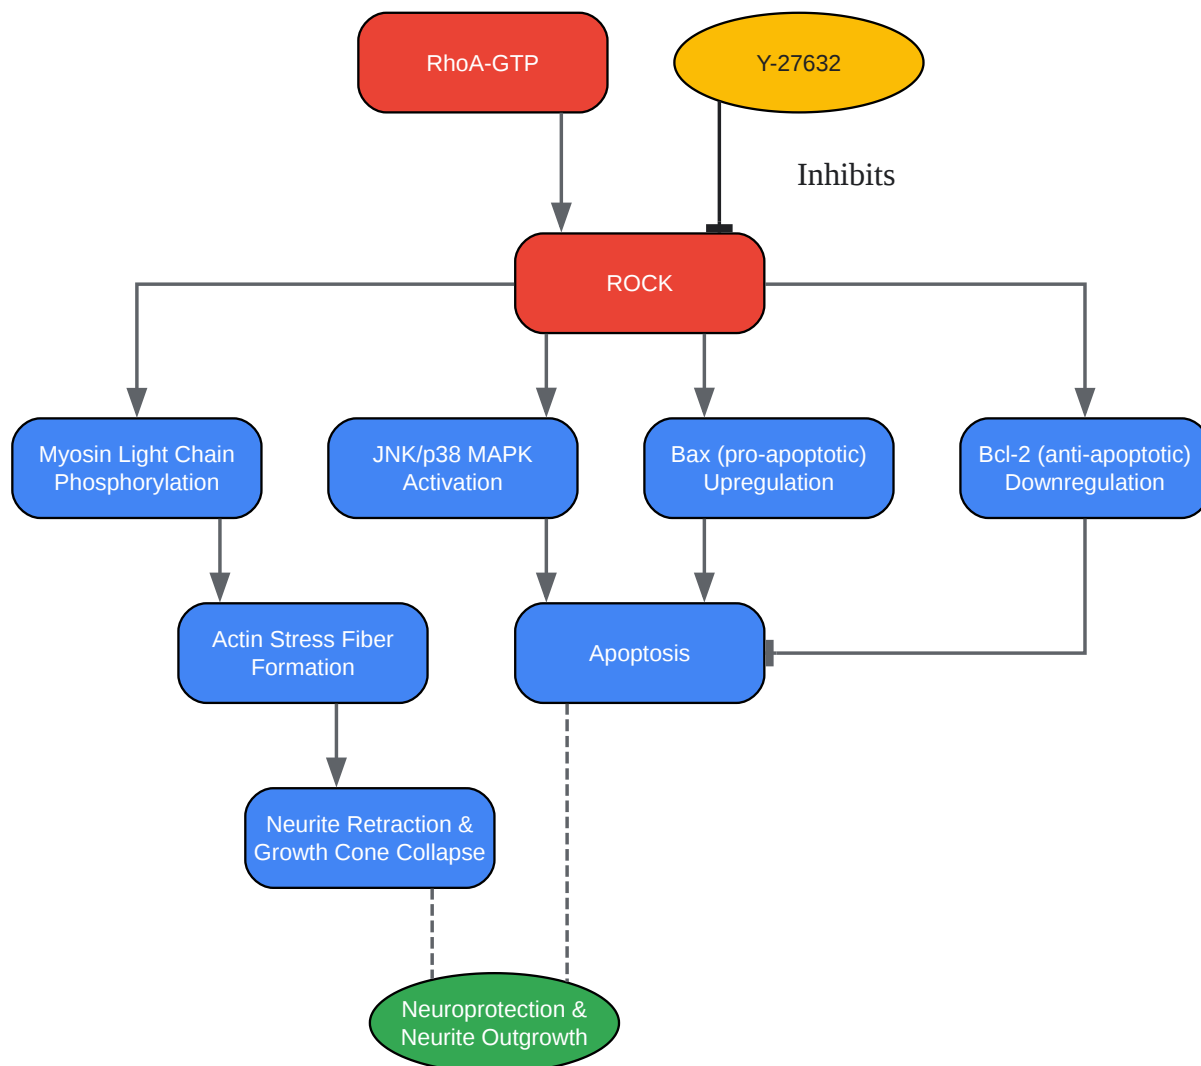 RhoA-GTP
Y-27632
Inhibits
ROCK
Myosin Light Chain
Phosphorylation
JNK/p38 MAPK
Activation
Bax (pro-apoptotic)
Upregulation
Bcl-2 (anti-apoptotic)
Downregulation
Actin Stress Fiber
Formation
Apoptosis
Neurite Retraction &
Growth Cone Collapse
Neuroprotection &
Neurite Outgrowth